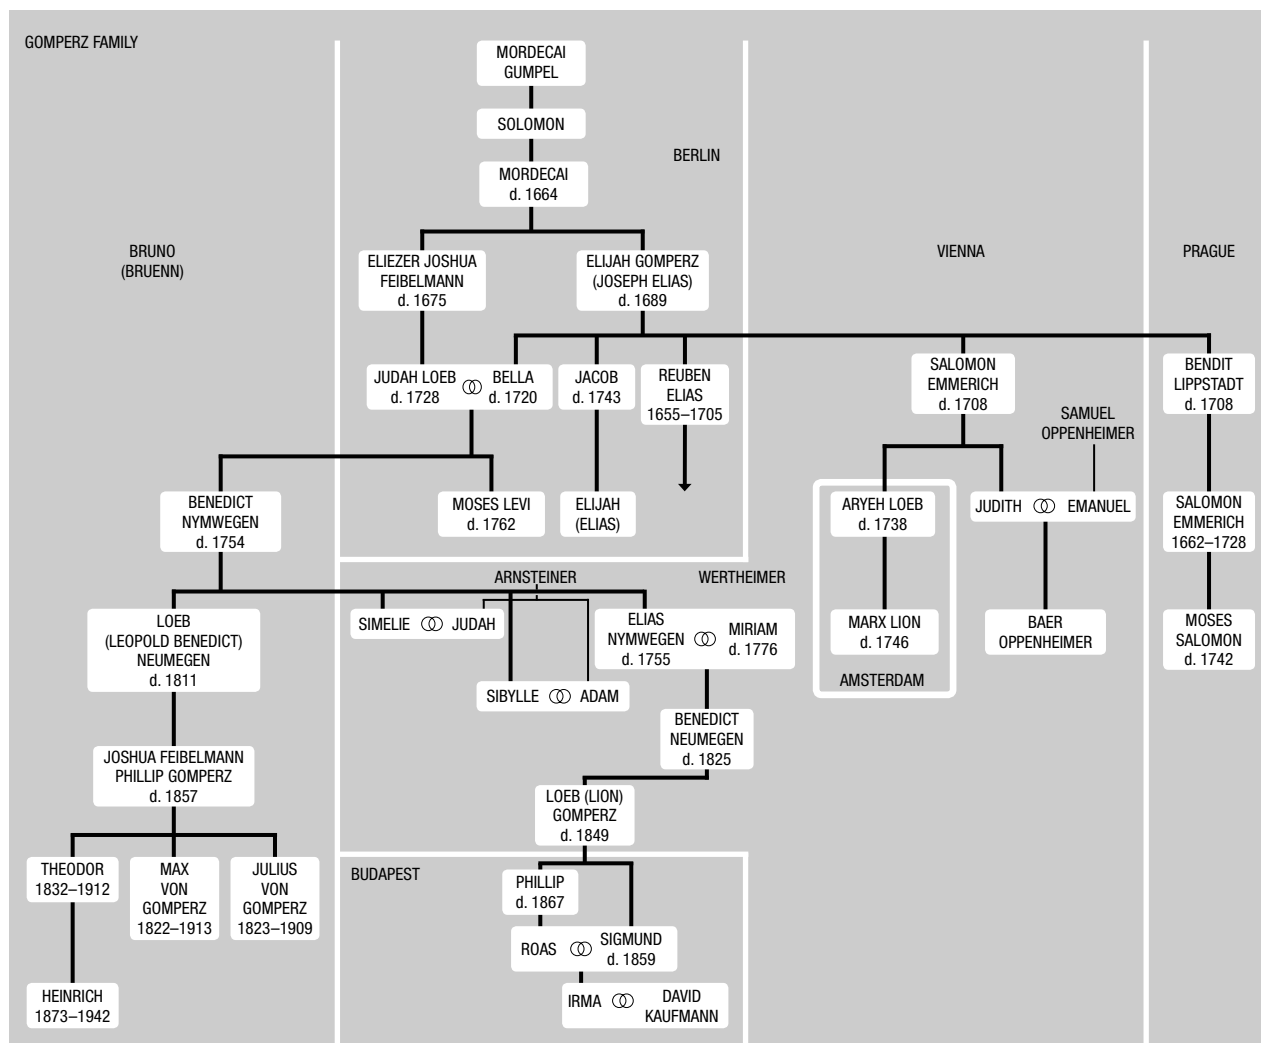 GOMPERZ FAMILY
MORDECAI
GUMPEL
SOLOMON
BERLIN
MORDECAI
d. 1664
BRUNO
(BRUENN)
ELIEZER JOSHUA
FEIBELMANN
d. 1675
ELIJAH GOMPERZ
(JOSEPH ELIAS)
d. 1689
VIENNA
PRAGUE
JUDAH LOEB
d. 1728
BELLA
d. 1720
JACOB
d. 1743
REUBEN
ELIAS
1655–1705
SALOMON
EMMERICH
d. 1708
BENDIT
LIPPSTADT
d. 1708
SAMUEL
OPPENHEIMER
BENEDICT
NYMWEGEN
d. 1754
MOSES LEVI
d. 1762
ELIJAH
(ELIAS)
ARYEH LOEB
d. 1738
JUDITH
EMANUEL
SALOMON
EMMERICH
1662–1728
ARNSTEINER
WERTHEIMER
LOEB
(LEOPOLD BENEDICT)
NEUMEGEN
d. 1811
SIMELIE
JUDAH
ELIAS
NYMWEGEN
d. 1755
MIRIAM
d. 1776
MARX LION
d. 1746
BAER
OPPENHEIMER
MOSES
SALOMON
d. 1742
AMSTERDAM
SIBYLLE
ADAM
BENEDICT
NEUMEGEN
d. 1825
JOSHUA FEIBELMANN
PHILLIP GOMPERZ
d. 1857
LOEB (LION)
GOMPERZ
d. 1849
THEODOR
1832–1912
MAX
VON
GOMPERZ
1822–1913
JULIUS
VON
GOMPERZ
1823–1909
BUDAPEST
PHILLIP
d. 1867
ROAS
SIGMUND
d. 1859
HEINRICH
1873–1942
IRMA
DAVID
KAUFMANN